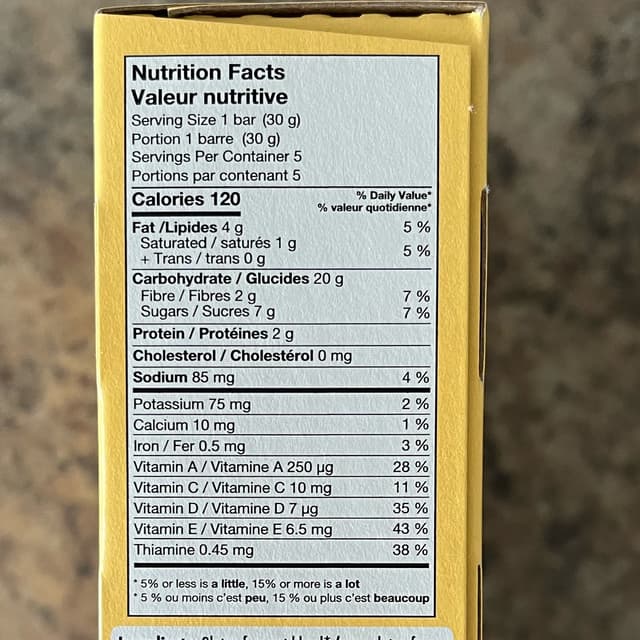 Nutrition Facts
Valeur nutritive
Serving Size 1 bar (30 g)
Portion 1 barre (30 g)
Servings Per Container 5
Portions par contenant 5
Calories 120
% Daily Value*
% valeur quotidienne*
Fat /Lipides 4 g 5 %
Saturated / saturés 1 g
+ Trans / trans 0 g 5 %
Carbohydrate / Glucides 20 g
Fibre / Fibres 2 g 7 %
Sugars / Sucres 7 g 7 %
Protein / Protéines 2 g
Cholesterol / Cholestérol 0 mg
Sodium 85 mg 4 %
Potassium 75 mg 2 %
Calcium 10 mg 1 %
Iron / Fer 0.5 mg 3 %
Vitamin A / Vitamine A 250 µg 28 %
Vitamin C / Vitamine C 10 mg 11 %
Vitamin D / Vitamine D 7 µg 35 %
Vitamin E / Vitamine E 6.5 mg 43 %
Thiamine 0.45 mg 38 %
* 5% or less is a little, 15% or more is a lot
* 5 % ou moins c'est peu, 15 % ou plus c'est beaucoup